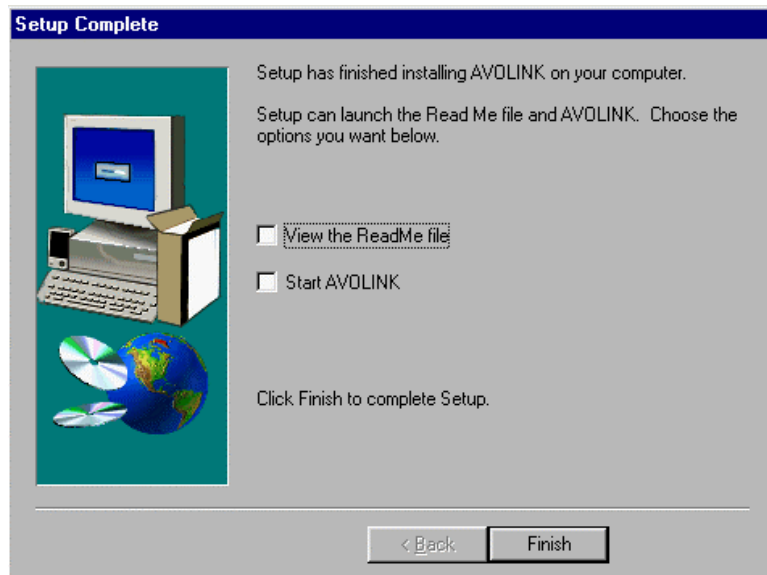 Setup Complete
Setup has finished installing AVOLINK on your computer.
Setup can launch the Read Me file and AVOLINK.  Choose the
options you want below.
View the ReadMe file
Start AVOLINK
Click Finish to complete Setup.
< Back
Finish